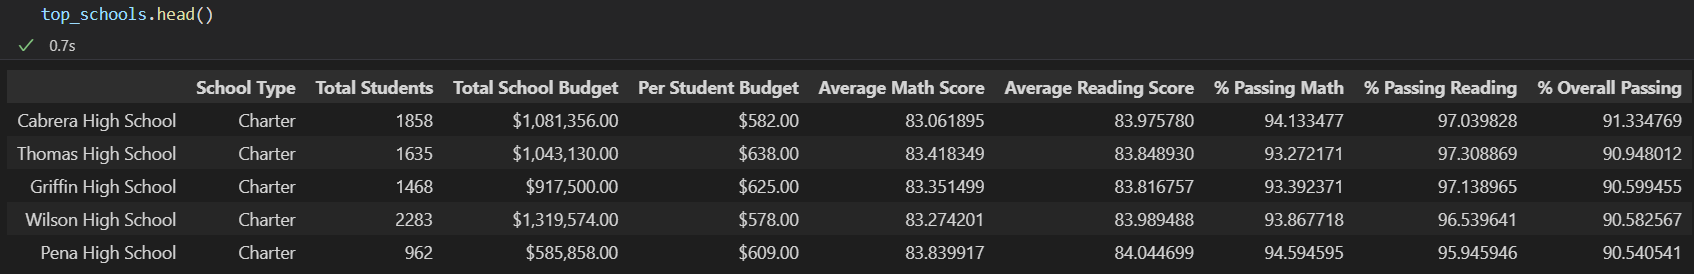 top_schools.head()
✓ 0.7s
School Type Total Students Total School Budget Per Student Budget Average Math Score Average Reading Score % Passing Math % Passing Reading % Overall Passing
Cabrera High School Charter 1858 $1,081,356.00 $582.00 83.061895 83.975780 94.133477 97.039828 91.334769
Thomas High School Charter 1635 $1,043,130.00 $638.00 83.418349 83.848930 93.272171 97.308869 90.948012
Griffin High School Charter 1468 $917,500.00 $625.00 83.351499 83.816757 93.392371 97.138965 90.599455
Wilson High School Charter 2283 $1,319,574.00 $578.00 83.274201 83.989488 93.867718 96.539641 90.582567
Pena High School Charter 962 $585,858.00 $609.00 83.839917 84.044699 94.594595 95.945946 90.540541